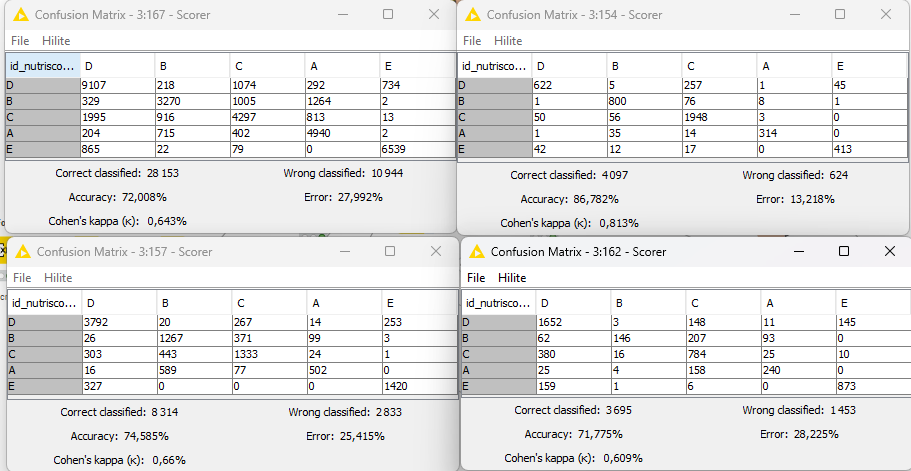 Confusion Matrix - 3:167 - Scorer
File Hilite
id_nutrisco... D B C A E
D 9107 218 1074 292 734
B 329 3270 1005 1264 2
C 1995 916 4297 813 13
A 204 715 402 4940 2
E 865 22 79 0 6539
Correct classified: 28 153 Wrong classified: 10 944
Accuracy: 72,008% Error: 27,992%
Cohen's kappa (κ): 0,643%
Confusion Matrix - 3:154 - Scorer
File Hilite
id_nutrisco... D B C A E
D 622 5 257 1 45
B 1 800 76 8 1
C 50 56 1948 3 0
A 1 35 14 314 0
E 42 12 17 0 413
Correct classified: 4 097 Wrong classified: 624
Accuracy: 86,782% Error: 13,218%
Cohen's kappa (κ): 0,813%
Confusion Matrix - 3:157 - Scorer
File Hilite
id_nutrisco... D B C A E
D 3792 20 267 14 253
B 26 1267 371 99 3
C 303 443 1333 24 1
A 16 589 77 502 0
E 327 0 0 0 1420
Correct classified: 8 314 Wrong classified: 2 833
Accuracy: 74,585% Error: 25,415%
Cohen's kappa (κ): 0,66%
Confusion Matrix - 3:162 - Scorer
File Hilite
id_nutrisco... D B C A E
D 1652 3 148 11 145
B 62 146 207 93 0
C 380 16 784 25 10
A 25 4 158 240 0
E 159 1 6 0 873
Correct classified: 3 695 Wrong classified: 1 453
Accuracy: 71,775% Error: 28,225%
Cohen's kappa (κ): 0,609%